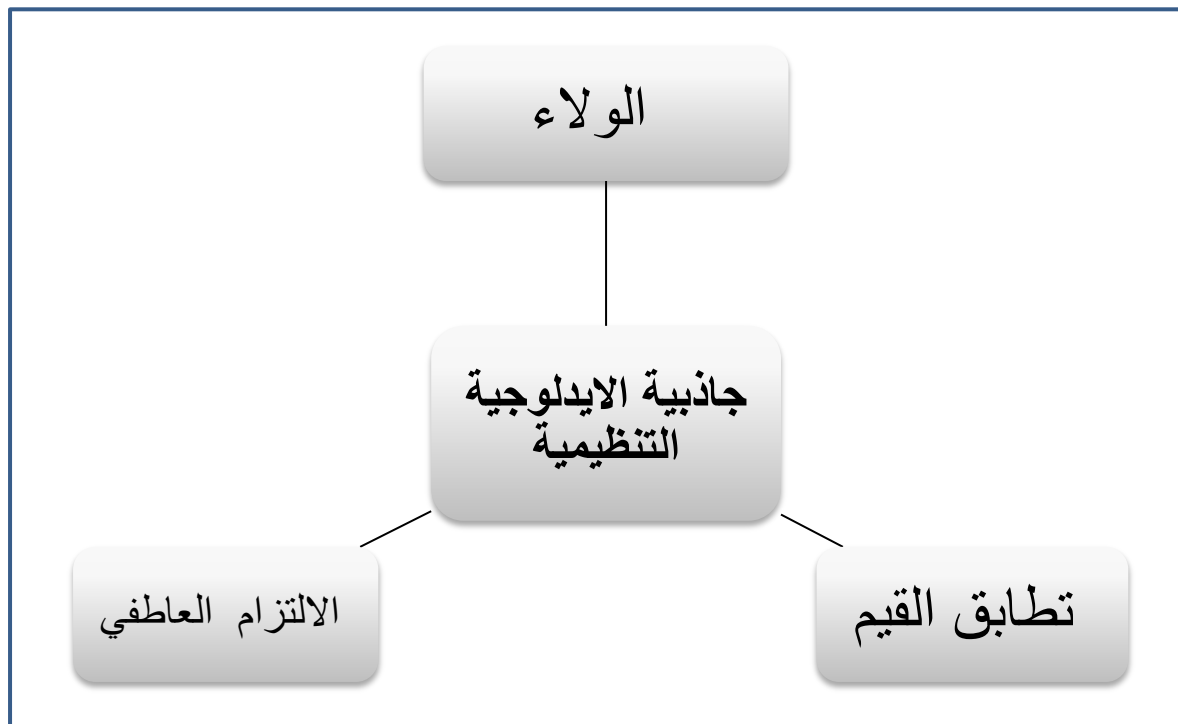 الولاء
جاذبية الايدلوجية
التنظيمية
تطابق القيم
الالتزام العاطفي